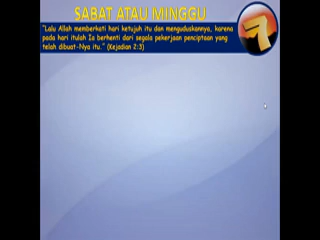 SABAT ATAU MINGGU
"Lalu Allah memberkati hari ketujuh itu dan menguduskannya, karena
pada hari itulah Ia berhenti dari segala pekerjaan penciptaan yang
telah dibuat-Nya itu." (Kejadian 2:3)
7